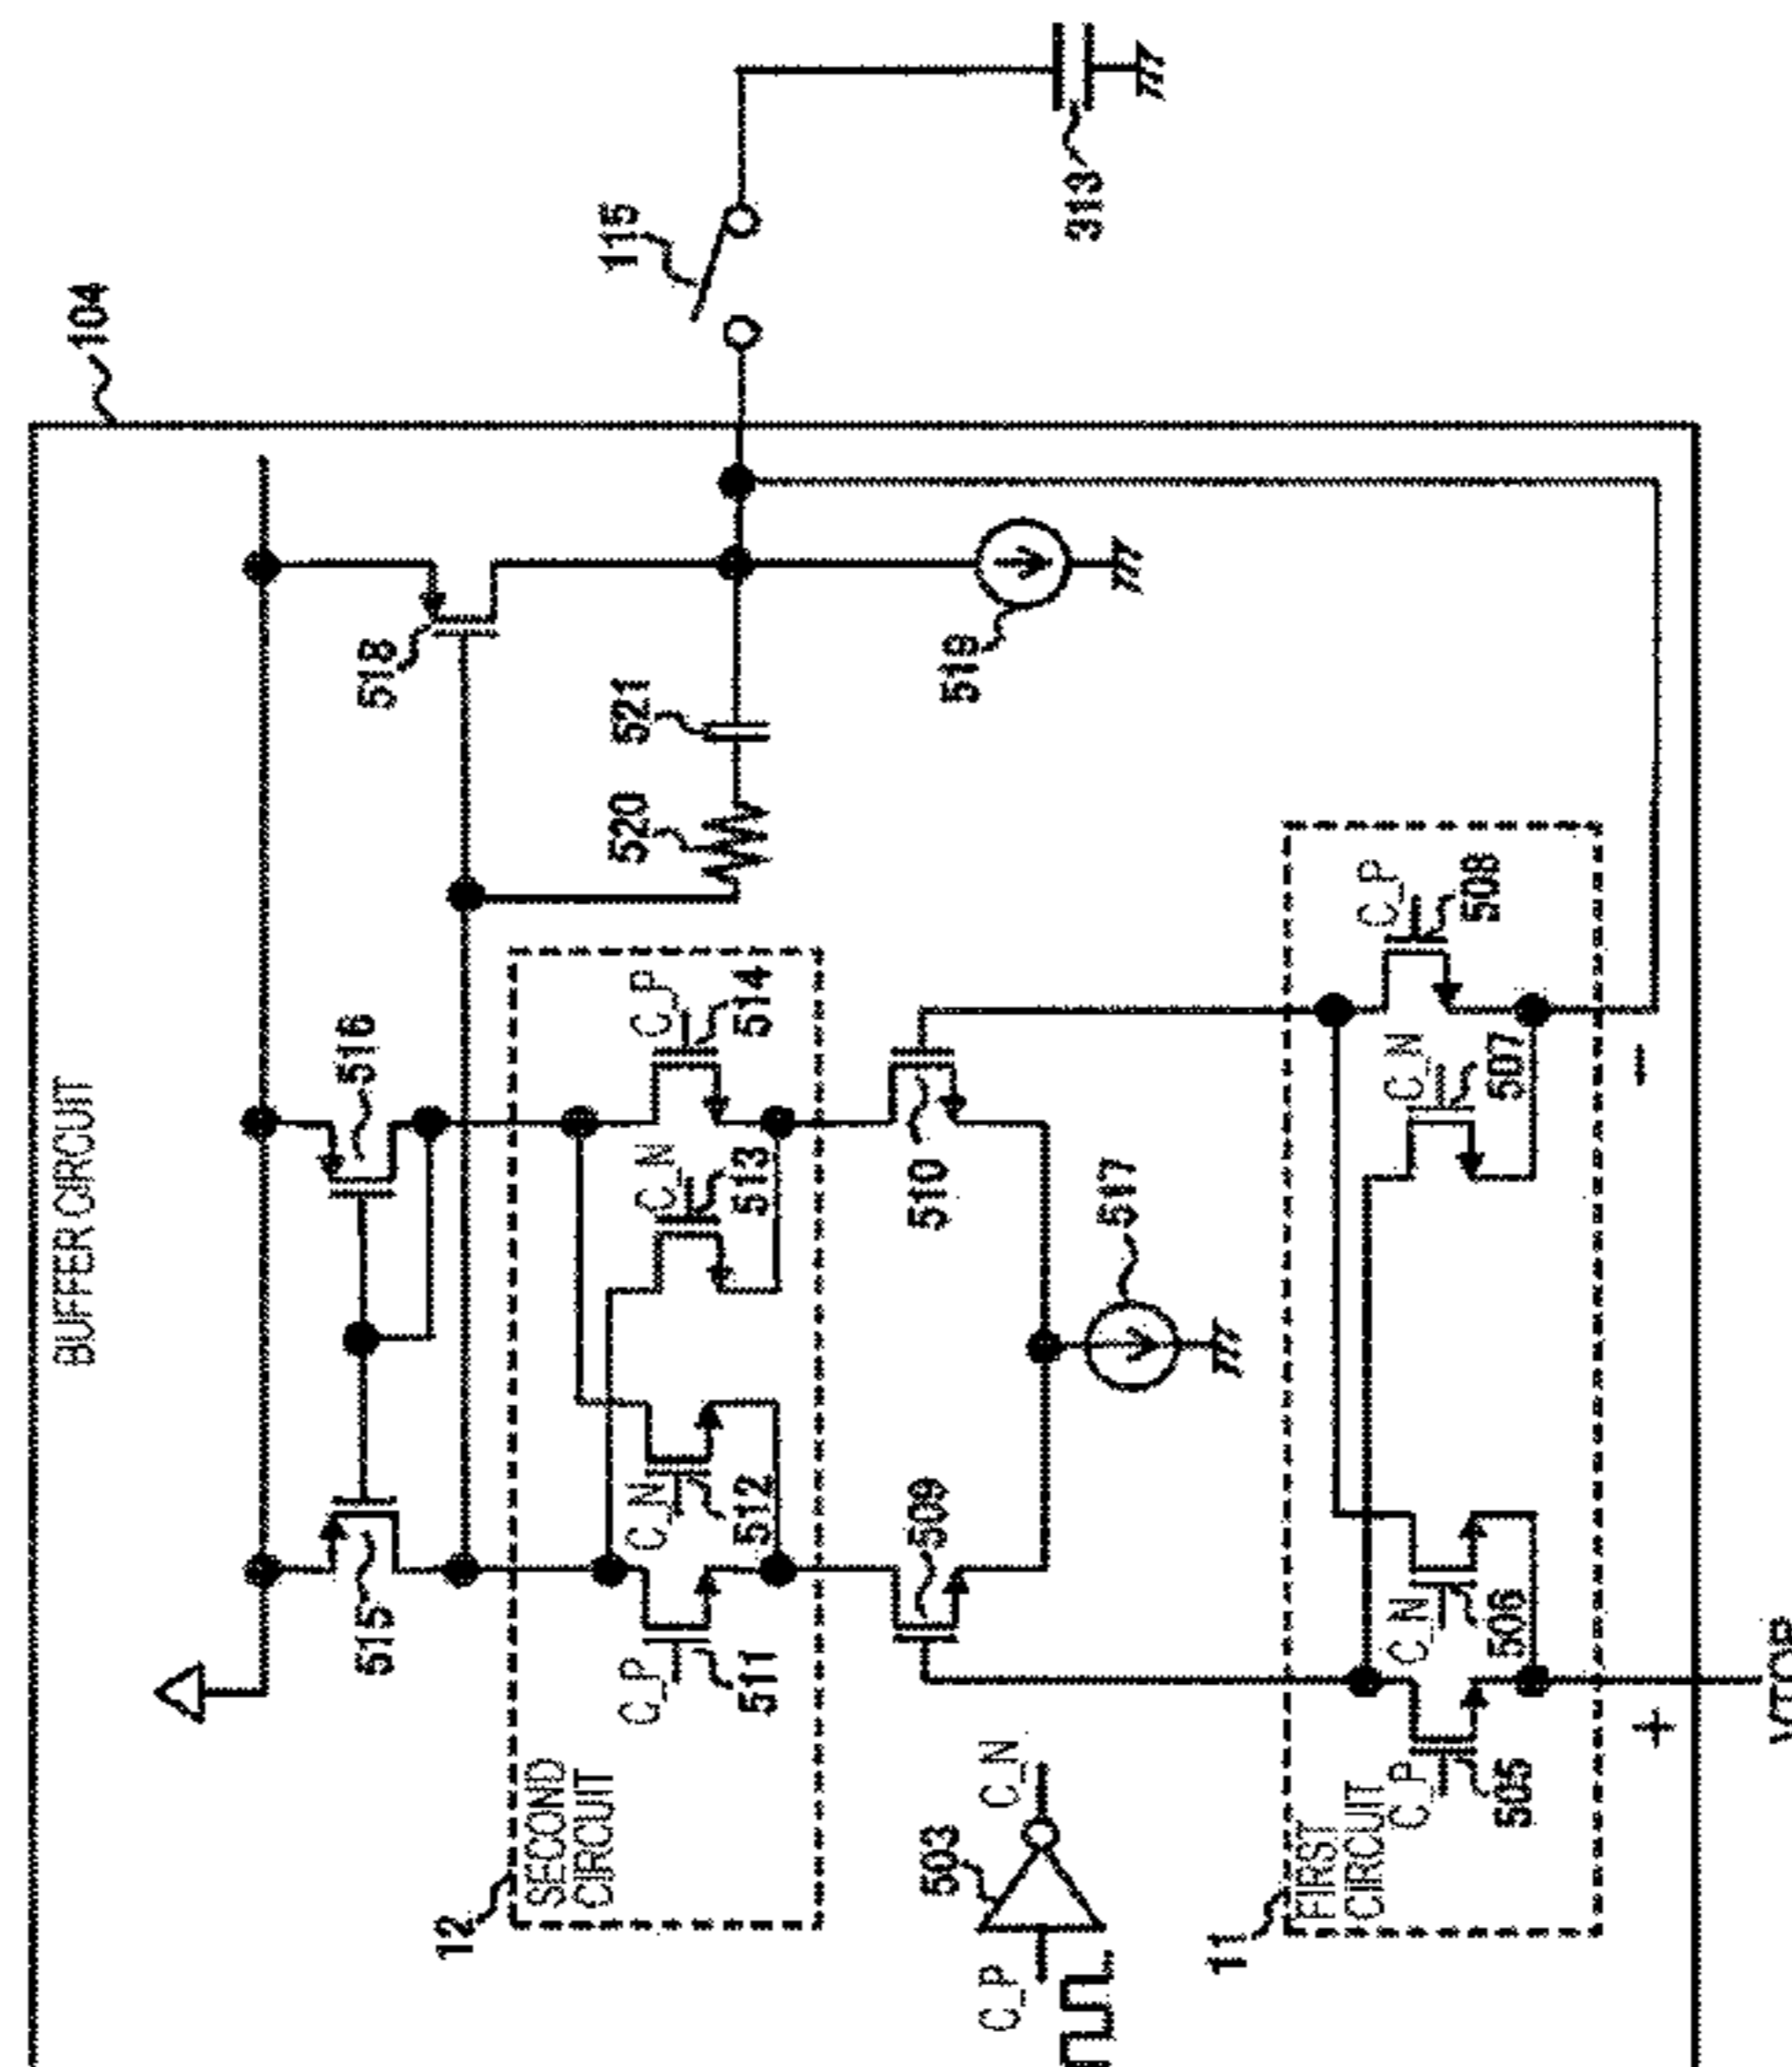 BUFFER CIRCUIT
104
515
516
518
115
313
12
SECOND
CIRCUIT
C_P
511
C_N
512
C_N
513
C_P
514
520
521
519
C_P
503
C_N
509
510
517
11
FIRST
CIRCUIT
C_P
505
C_N
506
C_N
507
C_P
508
+
-